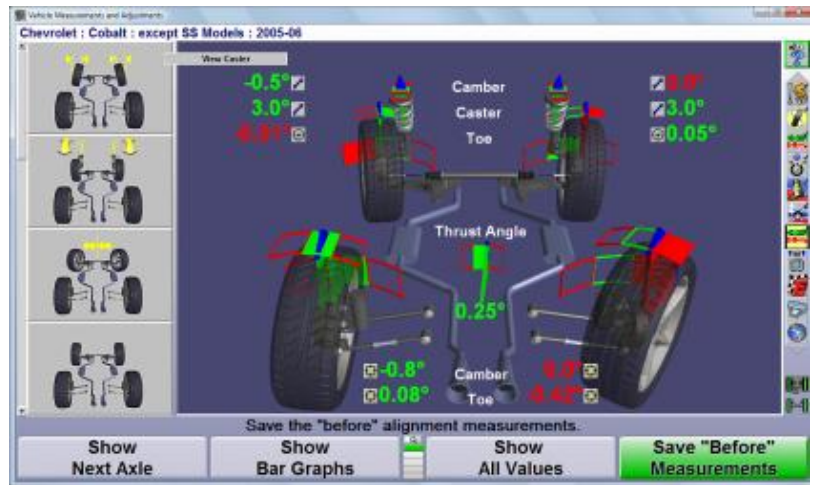 Vehicle Measurements and Adjustments
Chevrolet : Cobalt : except SS Models : 2005-06
View Caster
-0.5° Camber
3.0° Caster 3.0°
Toe 0.05°
Thrust Angle
0.25°
-0.8° Camber 0.0°
0.08° Toe
Save the "before" alignment measurements.
Show Next Axle
Show Bar Graphs
Show All Values
Save "Before" Measurements